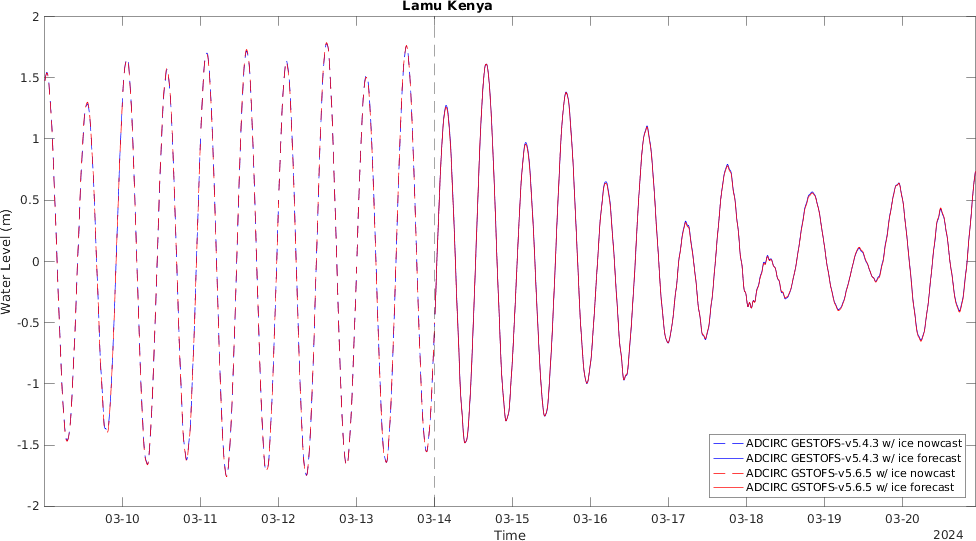 Lamu Kenya
2
1.5
1
0.5
0
-0.5
-1
-1.5
-2
Water Level (m)
03-10 03-11 03-12 03-13 03-14 03-15 03-16 03-17 03-18 03-19 03-20
Time
2024
ADCIRC GESTOFS-v5.4.3 w/ ice nowcast
ADCIRC GESTOFS-v5.4.3 w/ ice forecast
ADCIRC GSTOFS-v5.6.5 w/ ice nowcast
ADCIRC GSTOFS-v5.6.5 w/ ice forecast